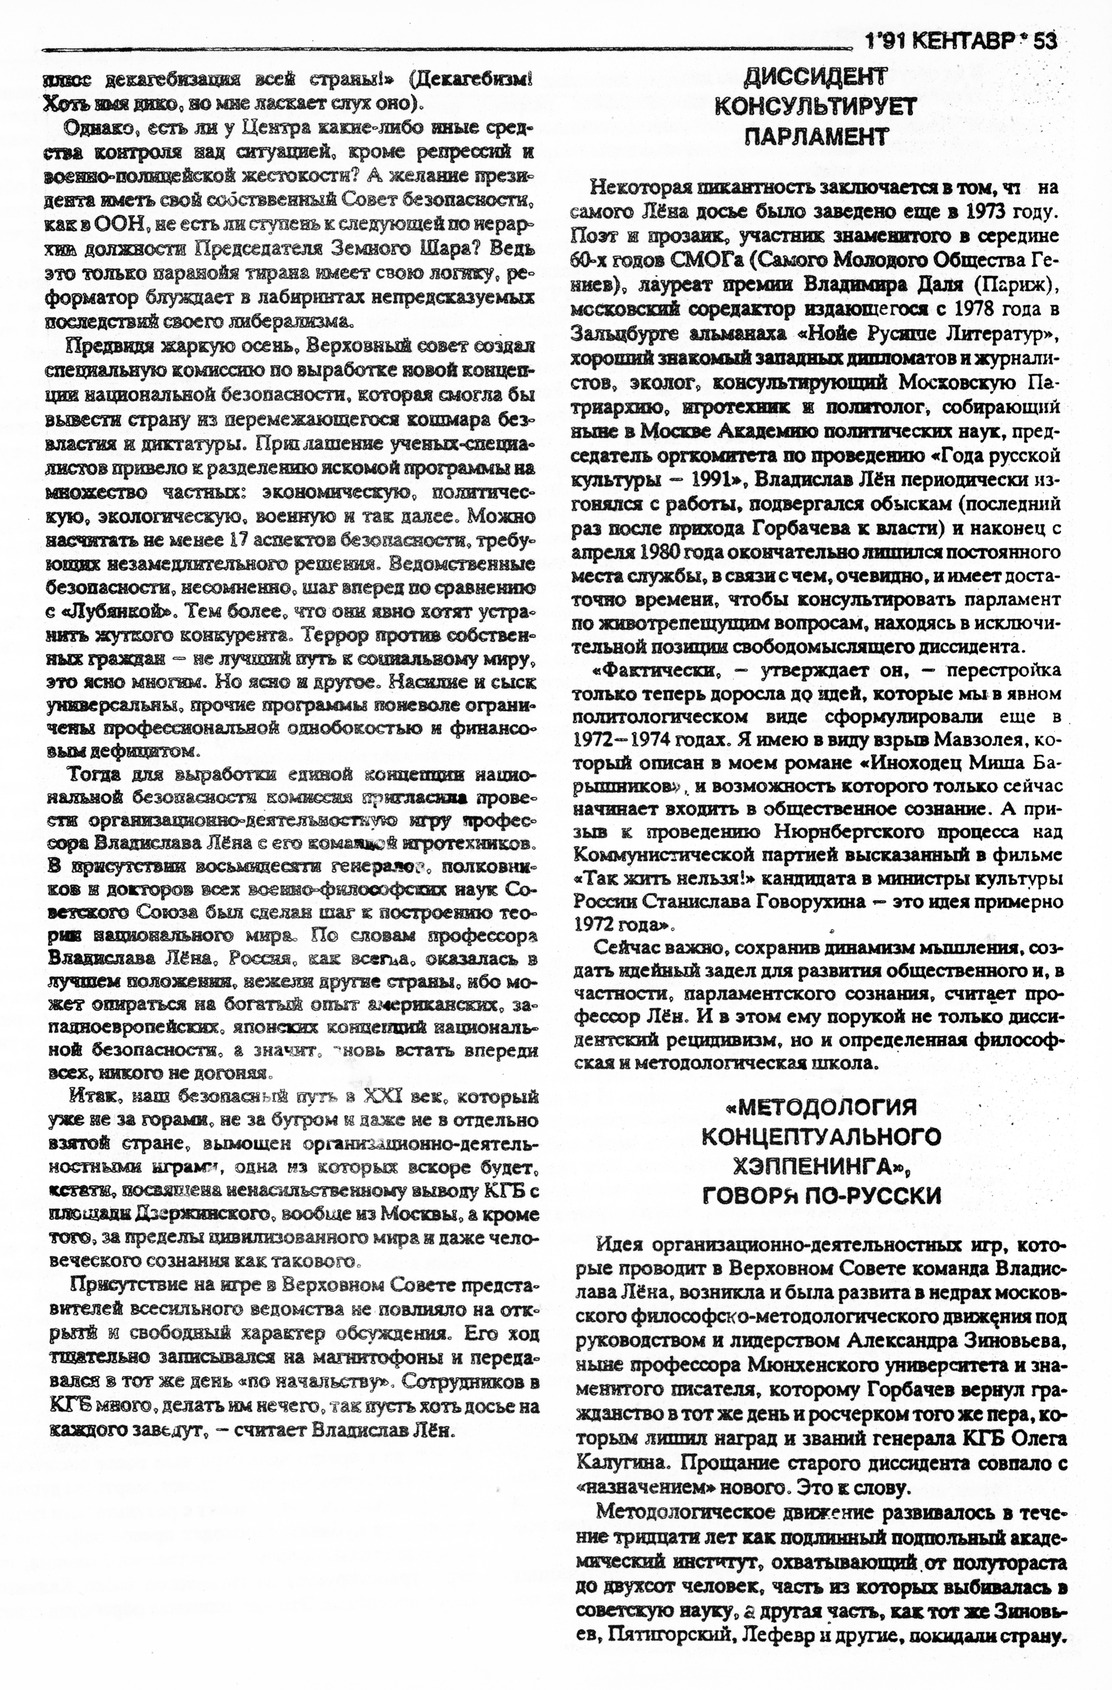 1'91 КЕНТАВР * 53
плюс декагебизация всей страны!» (Декагебизм!
Хоть имя дико, но мне ласкает слух оно).
Однако, есть ли у Центра какие-либо иные сред-
ства контроля над ситуацией, кроме репрессий и
военно-полицейской жестокости? А желание прези-
дента иметь свой собственный Совет безопасности,
как в ООН, не есть ли ступень к следующей по иерар-
хии должности Председателя Земного Шара? Ведь
это только паранойя тирана имеет свою логику, ре-
форматор блуждает в лабиринтах непредсказуемых
последствий своего либерализма.
Предвидя жаркую осень, Верховный совет создал
специальную комиссию по выработке новой концеп-
ции национальной безопасности, которая смогла бы
вывести страну из перемежающегося кошмара без-
властия и диктатуры. Приглашение ученых-специа-
листов привело к разделению искомой программы на
множество частных: экономическую, политичес-
кую, экологическую, военную и так далее. Можно
насчитать не менее 17 аспектов безопасности, требу-
ющих незамедлительного решения. Ведомственные
безопасности, несомненно, шаг вперед по сравнению
с «Лубянкой». Тем более, что они явно хотят устра-
нить жуткого конкурента. Террор против собствен-
ных граждан — не лучший путь к социальному миру,
это ясно многим. Но ясно и другое. Насилие и сыск
универсальны, прочие программы поневоле ограни-
чены профессиональной однобокостью и финансо-
вым дефицитом.
Тогда для выработки единой концепции нацио-
нальной безопасности комиссия пригласила прове-
сти организационно-деятельностную игру профес-
сора Владислава Лёна с его командой игротехников.
В присутствии восьмидесяти генералов, полковни-
ков и докторов всех военно-философских наук Со-
ветского Союза был сделан шаг к построению тео-
рии национального мира. По словам профессора
Владислава Лёна, Россия, как всегда, оказалась в
лучшем положении, нежели другие страны, ибо мо-
жет опираться на богатый опыт американских, за-
падноевропейских, японских концепций националь-
ной безопасности, а значит, вновь встать впереди
всех, никого не догоняя.
Итак, наш безопасный путь в XXI век, который
уже не за горами, не за бугром и даже не в отдельно
взятой стране, вымощен организационно-деятель-
ностными играми, одна из которых вскоре будет,
кстати, посвящена ненасильственному выводу КГБ с
площади Дзержинского, вообще из Москвы, а кроме
того, за пределы цивилизованного мира и даже чело-
веческого сознания как такового.
Присутствие на игре в Верховном Совете предста-
вителей всесильного ведомства не повлияло на отк-
рытй и свободный характер обсуждения. Его ход
тщательно записывался на магнитофоны и переда-
вался в тот же день «по начальству». Сотрудников в
КГБ много, делать им нечего, так пусть хоть досье на
каждого заведут, — считает Владислав Лён.
ДИССИДЕНТ
КОНСУЛЬТИРУЕТ
ПАРЛАМЕНТ
Некоторая пикантность заключается в том, чт на
самого Лёна досье было заведено еще в 1973 году.
Поэт и прозаик, участник знаменитого в середине
60-х годов СМОГа (Самого Молодого Общества Ге-
ниев), лауреат премии Владимира Даля (Париж),
московский соредактор издающегося с 1978 года в
Зальцбурге альманаха «Нойе Русише Литератур»,
хороший знакомый западных дипломатов и журнали-
стов, эколог, консультирующий Московскую Па-
триархию, игротехник и политолог, собирающий
ныне в Москве Академию политических наук, пред-
седатель оргкомитета по проведению «Года русской
культуры — 1991», Владислав Лён периодически из-
гонялся с работы, подвергался обыскам (последний
раз после прихода Горбачева к власти) и наконец с
апреля 1980 года окончательно лишился постоянного
места службы, в связи с чем, очевидно, и имеет доста-
точно времени, чтобы консультировать парламент
по животрепещущим вопросам, находясь в исключи-
тельной позиции свободомыслящего диссидента.
«Фактически, — утверждает он, — перестройка
только теперь доросла до идей, которые мы в явном
политологическом виде сформулировали еще в
1972—1974 годах. Я имею в виду взрыв Мавзолея, ко-
торый описан в моем романе «Иноходец Миша Ба-
рышников», и возможность которого только сейчас
начинает входить в общественное сознание. А при-
зыв к проведению Нюрнбергского процесса над
Коммунистической партией высказанный в фильме
«Так жить нельзя!» кандидата в министры культуры
России Станислава Говорухина — это идея примерно
1972 года».
Сейчас важно, сохранив динамизм мышления, соз-
дать идейный задел для развития общественного и, в
частности, парламентского сознания, считает про-
фессор Лён. И в этом ему порукой не только дисси-
дентский рецидивизм, но и определенная философ-
ская и методологическая школа.
«МЕТОДОЛОГИЯ
КОНЦЕПТУАЛЬНОГО
ХЭППЕНИНГА»,
ГОВОРЯ ПО-РУССКИ
Идея организационно-деятельностных игр, кото-
рые проводит в Верховном Совете команда Владис-
лава Лёна, возникла и была развита в недрах москов-
ского философско-методологического движения под
руководством и лидерством Александра Зиновьева,
ныне профессора Мюнхенского университета и зна-
менитого писателя, которому Горбачев вернул гра-
жданство в тот же день и росчерком того же пера, ко-
торым лишил наград и званий генерала КГБ Олега
Калугина. Прощание старого диссидента совпало с
«назначением» нового. Это к слову.
Методологическое движение развивалось в тече-
ние тридцати лет как подлинный подпольный акаде-
мический институт, охватывающий от полутораста
до двухсот человек, часть из которых выбивалась в
советскую науку, а другая часть, как тот же Зиновь-
ев, Пятигорский, Лефевр и другие, покидали страну.